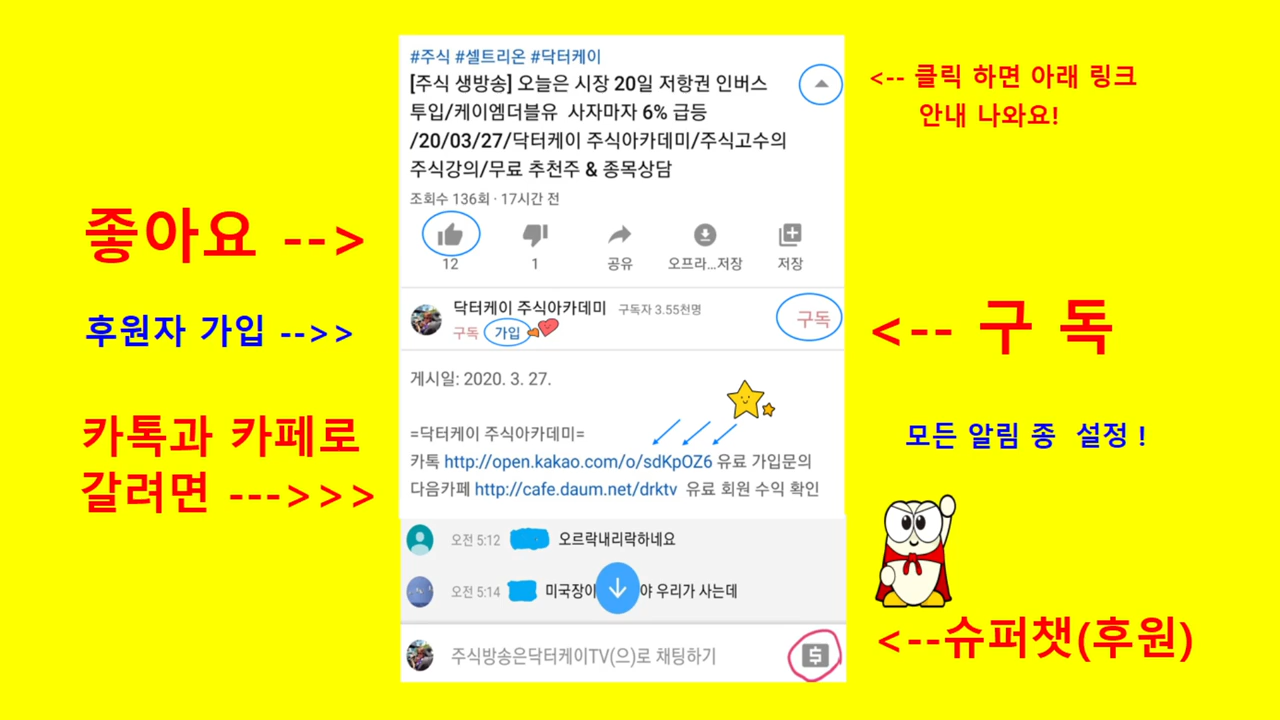 #주식 #셀트리온 #닥터케이
[주식 생방송] 오늘은 시장 20일 저항권 인버스
투입/케이엠더블유 사자마자 6% 급등
/20/03/27/닥터케이 주식아카데미/주식고수의
주식강의/무료 추천주 & 종목상담
조회수 136회 · 17시간 전
12
1
공유
오프라...저장
저장
<-- 클릭 하면 아래 링크
안내 나와요!
좋아요 -->
후원자 가입 -->>
카톡과 카페로
갈려면 --->>>
닥터케이 주식아카데미 구독자 3.55천명
구독 가입
구독
<-- 구 독
게시일: 2020. 3. 27.
모든 알림 종 설정 !
=닥터케이 주식아카데미=
카톡 http://open.kakao.com/o/sdKpOZ6 유료 가입문의
다음카페 http://cafe.daum.net/drktv 유료 회원 수익 확인
오전 5:12 오르락내리락하네요
오전 5:14 미국장이 야 우리가 사는데
주식방송은닥터케이TV(으)로 채팅하기
$
<--슈퍼챗(후원)